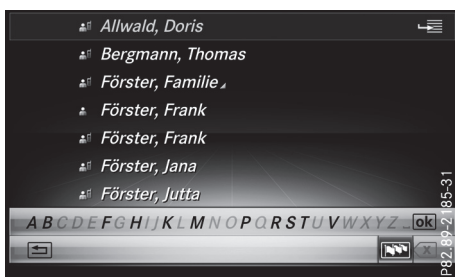 Allwald, Doris
Bergmann, Thomas
Förster, Familie
Förster, Frank
Förster, Frank
Förster, Jana
Förster, Jutta
A B C D E F G H I J K L M N O P Q R S T U V W X Y Z _ ok
P82.89-2185-31